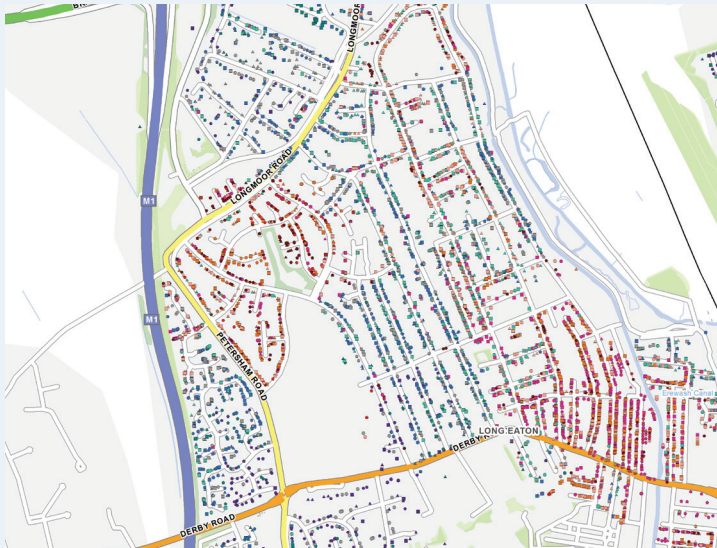 LONGMOOR
LONGMOOR ROAD
M1
M1
PETERSHAM ROAD
Erewash Canal
LONG EATON
DERBY
DERBY ROAD